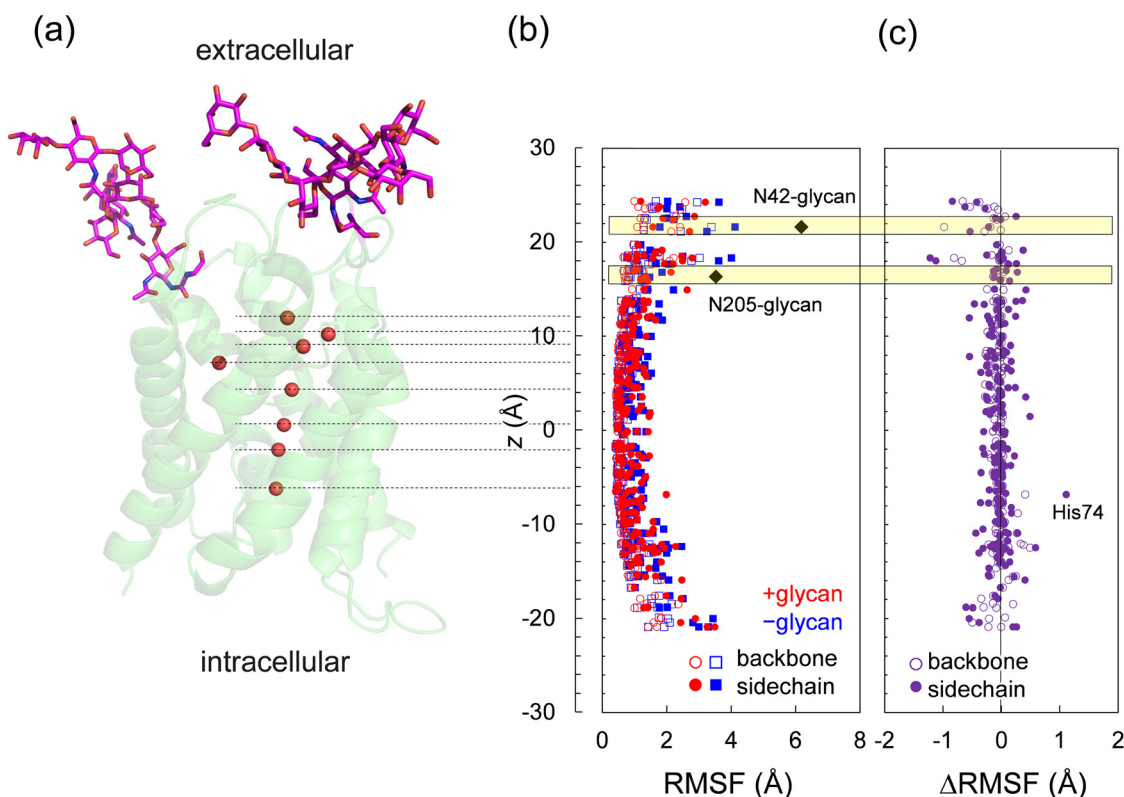 (a)
(b)
(c)
extracellular
intracellular
30
20
10
0
-10
-20
-30
z (Å)
N42-glycan
N205-glycan
+glycan
−glycan
backbone
sidechain
0 2 4 6 8
RMSF (Å)
His74
backbone
sidechain
-2 -1 0 1 2
ΔRMSF (Å)